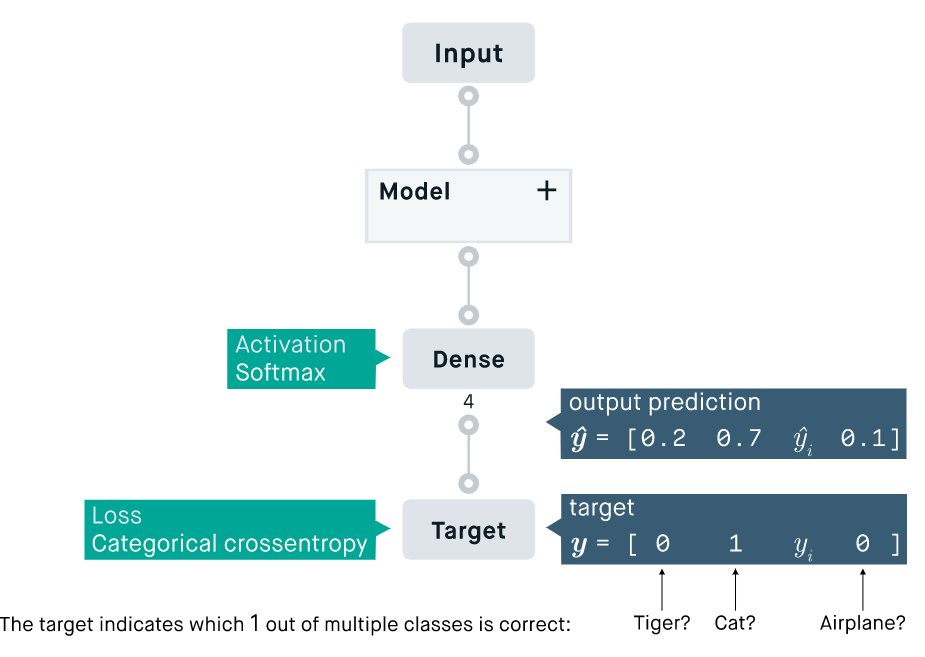 Input
Model +
Activation
Softmax
Dense
4
output prediction
ŷ = [0.2 0.7 ŷᵢ 0.1]
Loss
Categorical crossentropy
Target
target
y = [ 0 1 yᵢ 0 ]
The target indicates which 1 out of multiple classes is correct: Tiger? Cat? Airplane?